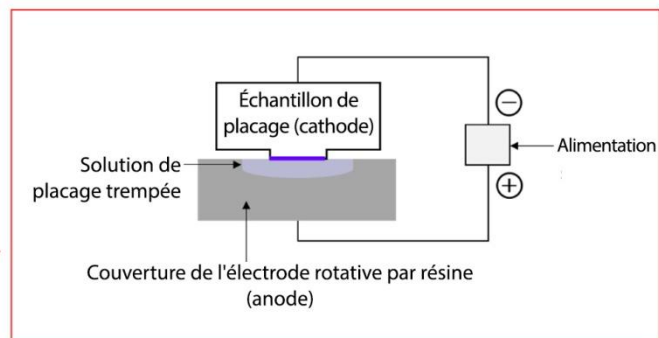 Échantillon de
placage (cathode)
Solution de
placage trempée
Alimentation
Couverture de l'électrode rotative par résine
(anode)